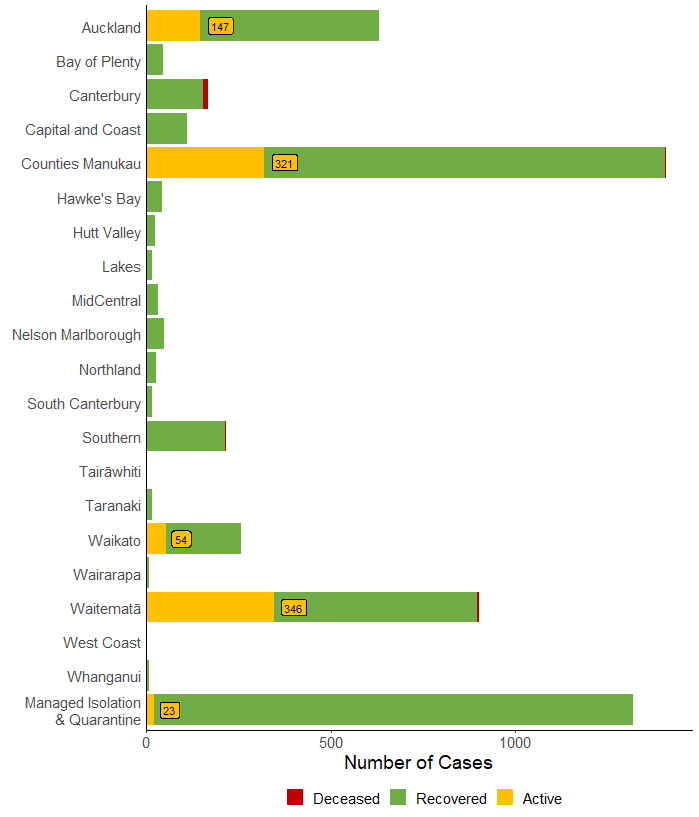 Auckland
147
Bay of Plenty
Canterbury
Capital and Coast
Counties Manukau
321
Hawke's Bay
Hutt Valley
Lakes
MidCentral
Nelson Marlborough
Northland
South Canterbury
Southern
Tairāwhiti
Taranaki
Waikato
54
Wairarapa
Waitematā
346
West Coast
Whanganui
Managed Isolation
& Quarantine
23
0
500
1000
Number of Cases
Deceased
Recovered
Active